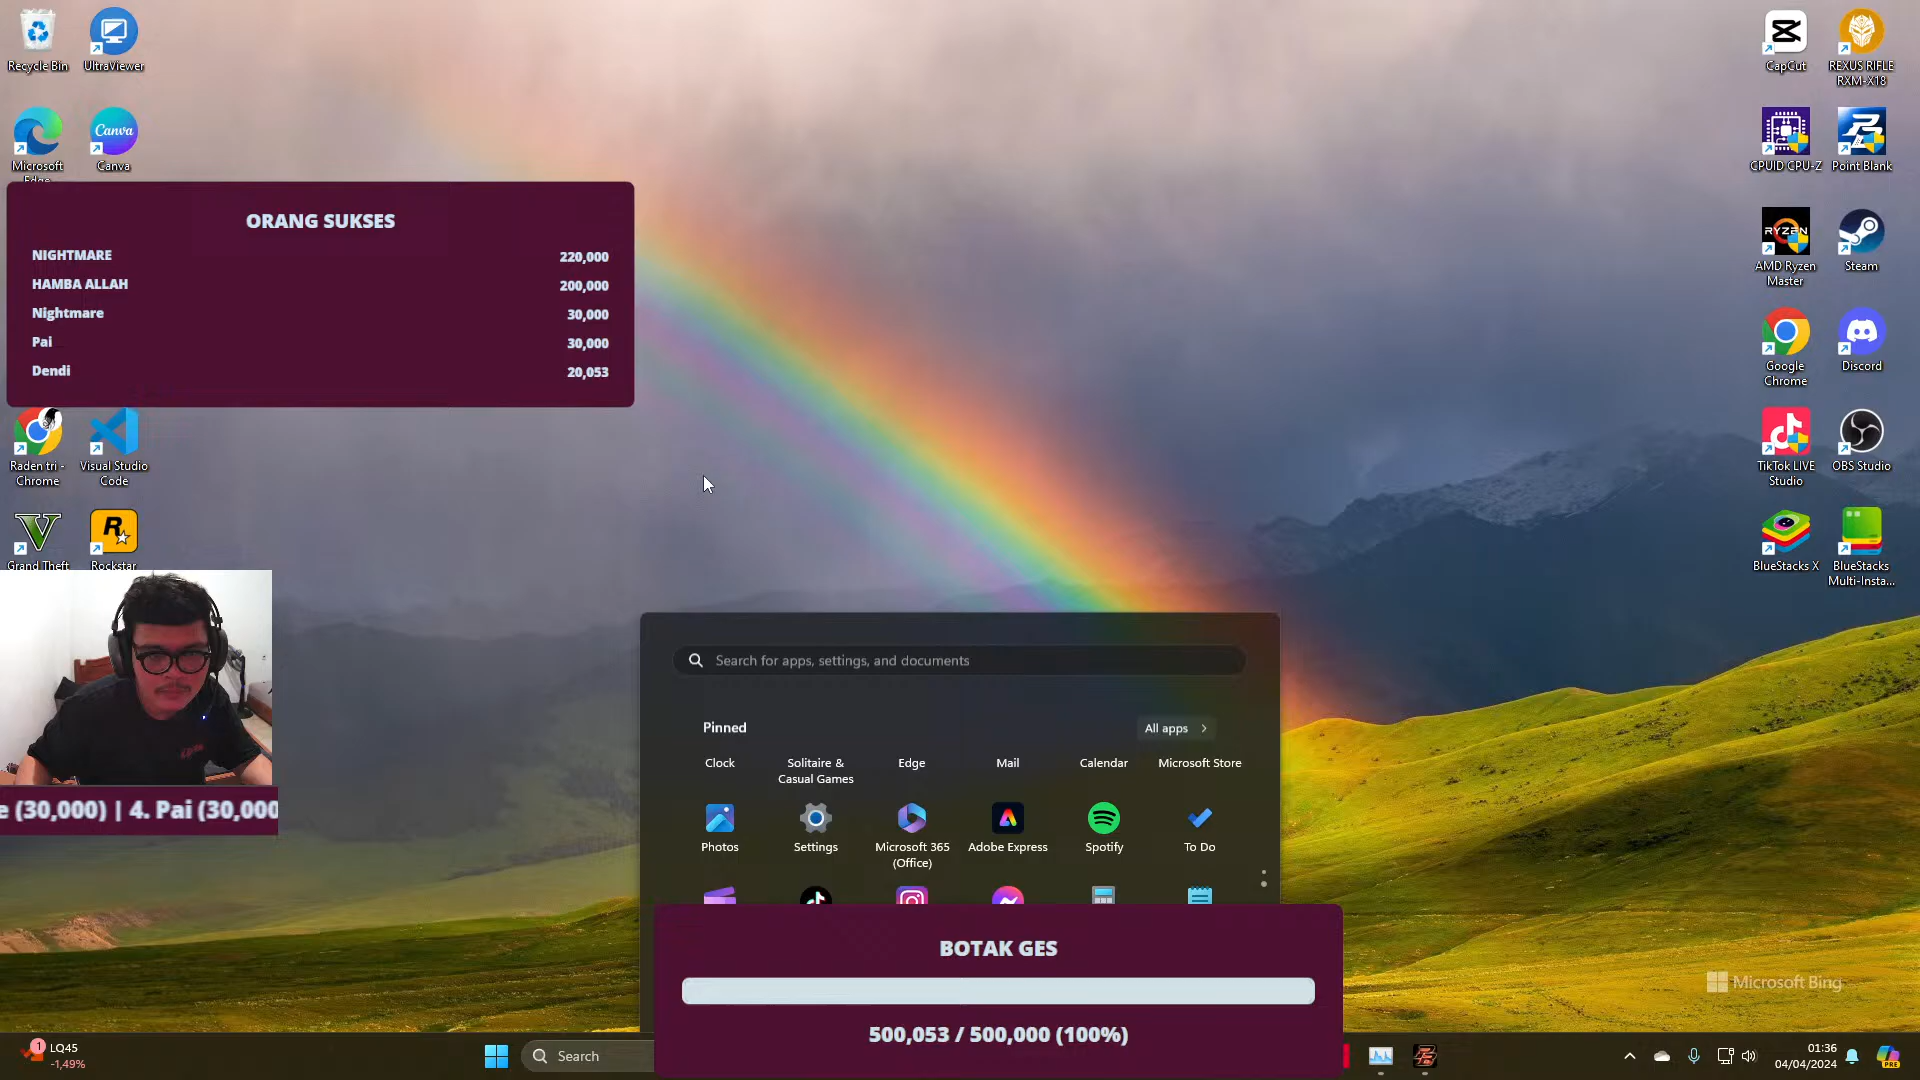 Recycle Bin
UltraViewer
Microsoft
Edge
Canva
Canva
ORANG SUKSES
NIGHTMARE 220,000
HAMBA ALLAH 200,000
Nightmare 30,000
Pai 30,000
Dendi 20,053
Raden tri -
Chrome
Visual Studio
Code
Grand Theft
Rockstar
e (30,000) | 4. Pai (30,000
CapCut
REXUS RIFLE
RXM-X18
CPUID CPU-Z
Point Blank
RYZEN
AMD Ryzen
Master
Steam
Google
Chrome
Discord
TikTok LIVE
Studio
OBS Studio
BlueStacks X
BlueStacks
Multi-Insta...
Search for apps, settings, and documents
Pinned
All apps
Clock
Solitaire &
Casual Games
Edge
Mail
Calendar
Microsoft Store
Photos
Settings
Microsoft 365
(Office)
Adobe Express
Spotify
To Do
BOTAK GES
500,053 / 500,000 (100%)
Microsoft Bing
1
LQ45
-1,49%
Search
01:36
04/04/2024
PRE